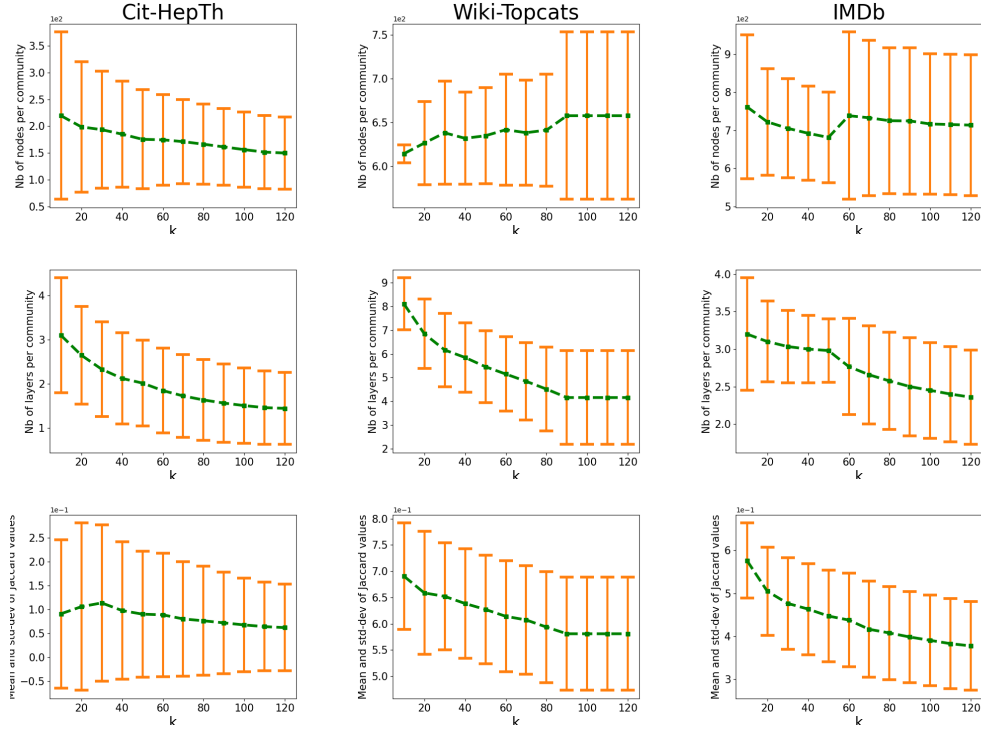 Cit-HepTh
Wiki-Topcats
IMDb
1e2
Nb of nodes per community
3.5
3.0
2.5
2.0
1.5
1.0
0.5
20 40 60 80 100 120
k
1e2
Nb of nodes per community
7.5
7.0
6.5
6.0
20 40 60 80 100 120
k
1e2
Nb of nodes per community
9
8
7
6
5
20 40 60 80 100 120
k
Nb of layers per community
4
3
2
1
20 40 60 80 100 120
k
Nb of layers per community
9
8
7
6
5
4
3
2
20 40 60 80 100 120
k
Nb of layers per community
4.0
3.5
3.0
2.5
2.0
20 40 60 80 100 120
k
1e−1
Mean and std-dev of Jaccard values
2.5
2.0
1.5
1.0
0.5
0.0
−0.5
20 40 60 80 100 120
k
1e−1
Mean and std-dev of Jaccard values
8.0
7.5
7.0
6.5
6.0
5.5
5.0
20 40 60 80 100 120
k
1e−1
Mean and std-dev of Jaccard values
6
5
4
3
20 40 60 80 100 120
k